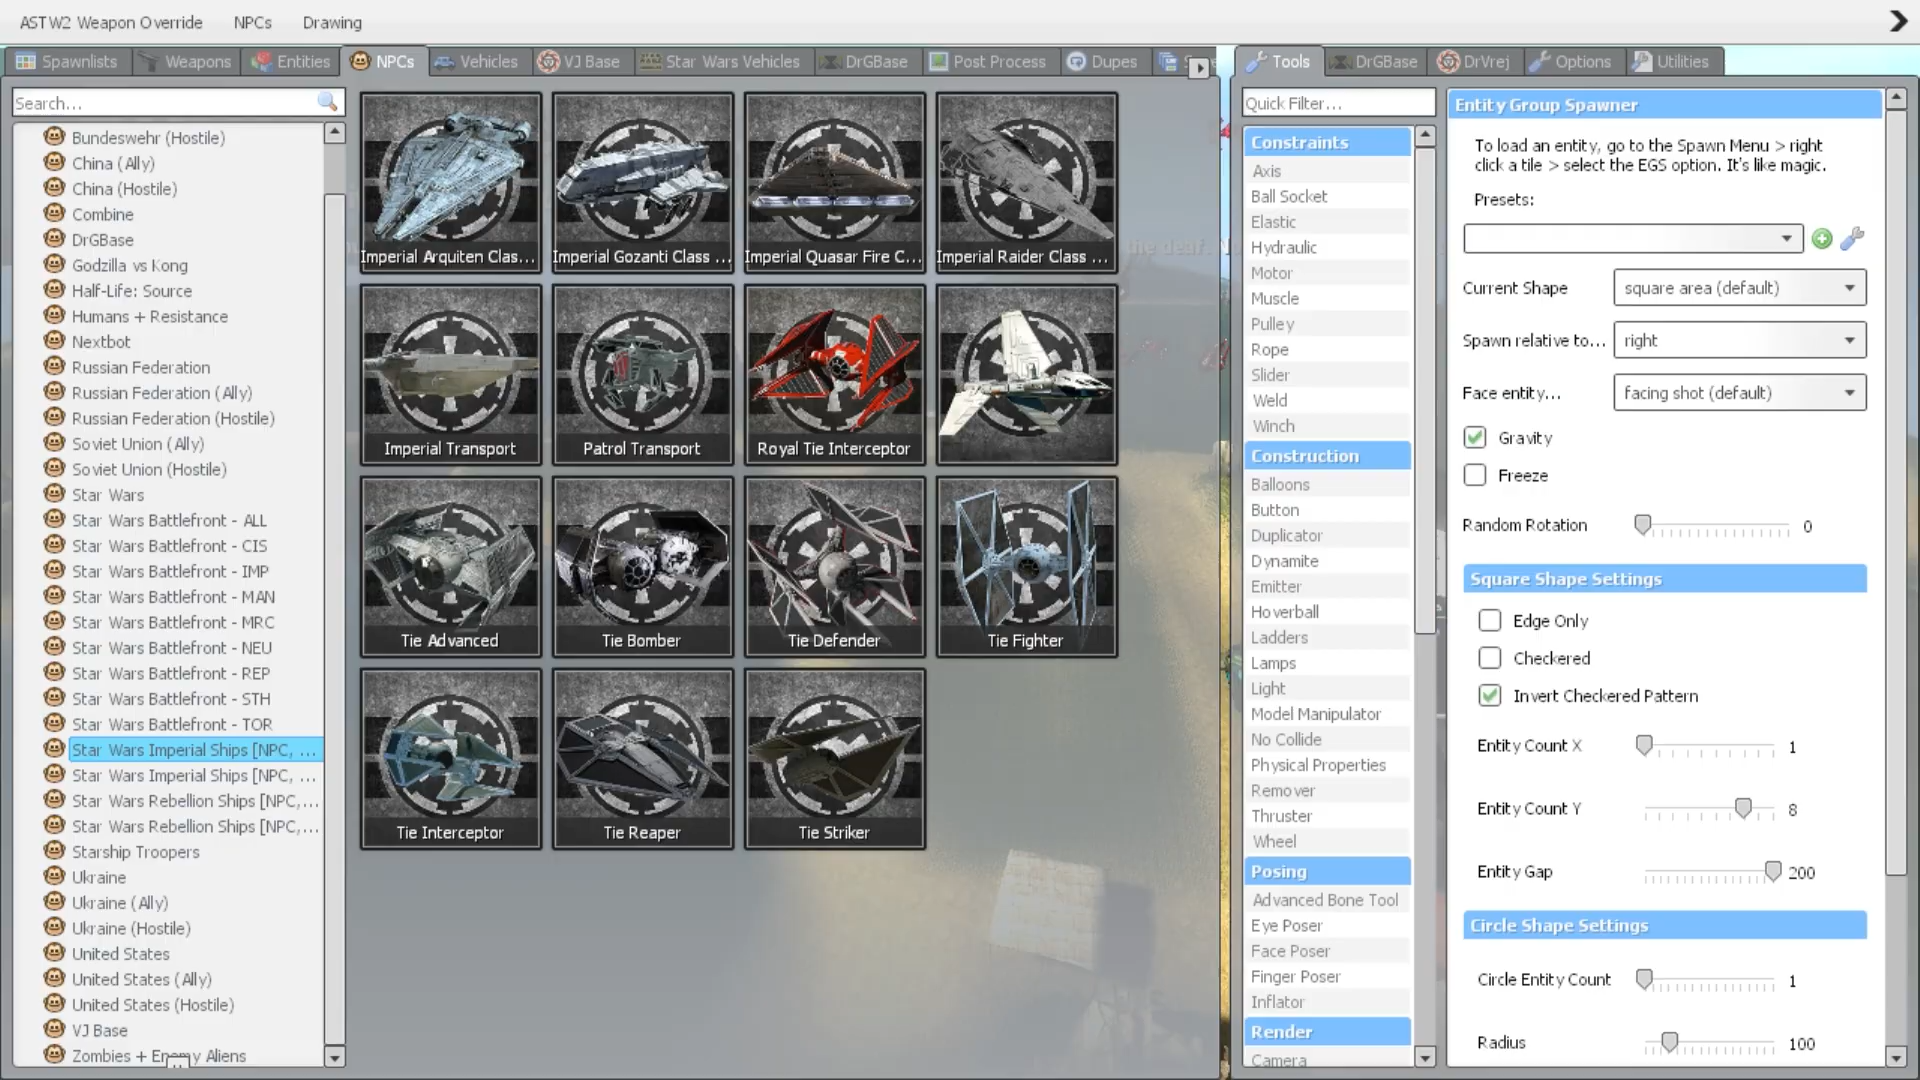 ASTW2 Weapon Override NPCs Drawing
Spawnlists Weapons Entities NPCs Vehicles VJ Base Star Wars Vehicles DrGBase Post Process Dupes
Search...
Bundeswehr (Hostile)
China (Ally)
China (Hostile)
Combine
DrGBase
Godzilla vs Kong
Half-Life: Source
Humans + Resistance
Nextbot
Russian Federation
Russian Federation (Ally)
Russian Federation (Hostile)
Soviet Union (Ally)
Soviet Union (Hostile)
Star Wars
Star Wars Battlefront - ALL
Star Wars Battlefront - CIS
Star Wars Battlefront - IMP
Star Wars Battlefront - MAN
Star Wars Battlefront - MRC
Star Wars Battlefront - NEU
Star Wars Battlefront - REP
Star Wars Battlefront - STH
Star Wars Battlefront - TOR
Star Wars Imperial Ships [NPC, ...
Star Wars Imperial Ships [NPC, ...
Star Wars Rebellion Ships [NPC,...
Star Wars Rebellion Ships [NPC,...
Starship Troopers
Ukraine
Ukraine (Ally)
Ukraine (Hostile)
United States
United States (Ally)
United States (Hostile)
VJ Base
Zombies + Enemy Aliens
Imperial Arquiten Clas... Imperial Gozanti Class ... Imperial Quasar Fire C... Imperial Raider Class ...
the deaf.
Imperial Transport Patrol Transport Royal Tie Interceptor
Tie Advanced Tie Bomber Tie Defender Tie Fighter
Tie Interceptor Tie Reaper Tie Striker
Tools DrGBase DrVrej Options Utilities
Quick Filter...
Constraints
Axis
Ball Socket
Elastic
Hydraulic
Motor
Muscle
Pulley
Rope
Slider
Weld
Winch
Construction
Balloons
Button
Duplicator
Dynamite
Emitter
Hoverball
Ladders
Lamps
Light
Model Manipulator
No Collide
Physical Properties
Remover
Thruster
Wheel
Posing
Advanced Bone Tool
Eye Poser
Face Poser
Finger Poser
Inflator
Render
Camera
Entity Group Spawner
To load an entity, go to the Spawn Menu > right
click a tile > select the EGS option. It's like magic.
Presets:
Current Shape square area (default)
Spawn relative to... right
Face entity... facing shot (default)
Gravity
Freeze
Random Rotation 0
Square Shape Settings
Edge Only
Checkered
Invert Checkered Pattern
Entity Count X 1
Entity Count Y 8
Entity Gap 200
Circle Shape Settings
Circle Entity Count 1
Radius 100